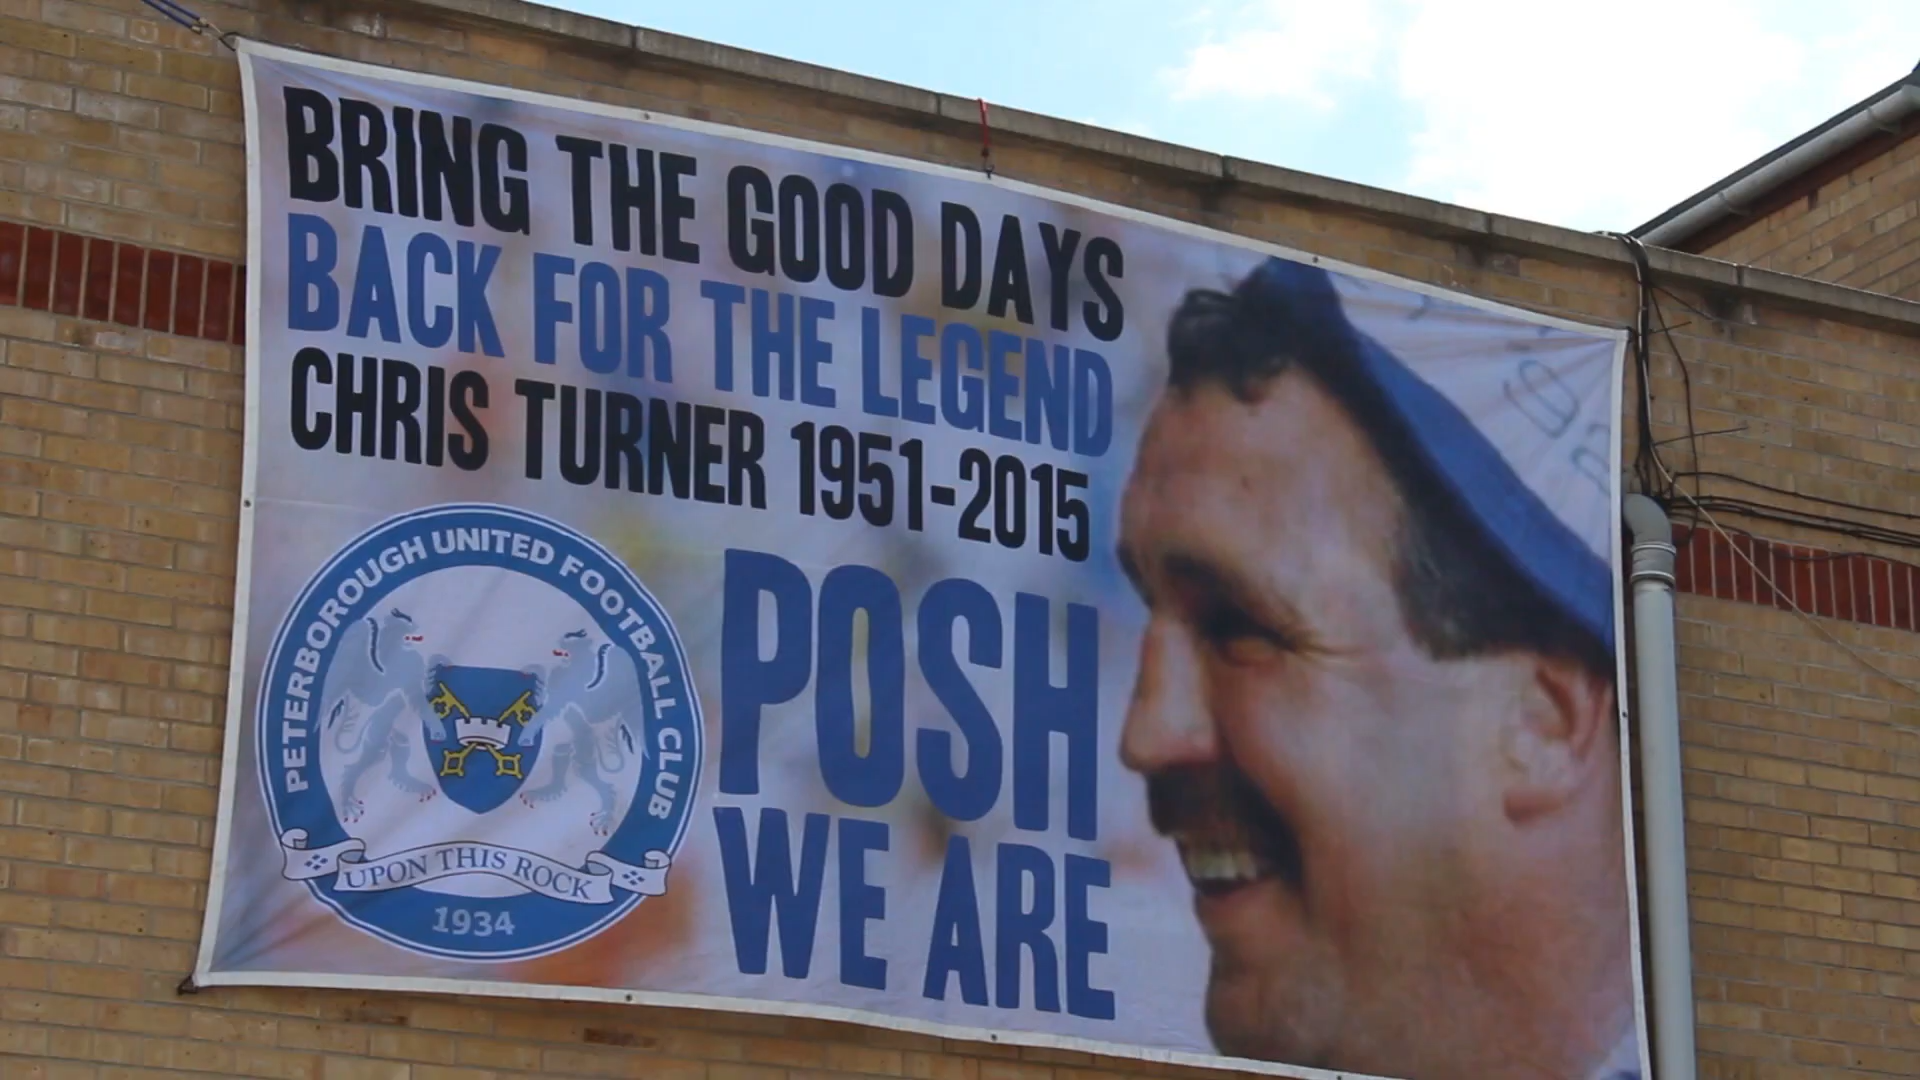 BRING THE GOOD DAYS
BACK FOR THE LEGEND
CHRIS TURNER 1951-2015
PETERBOROUGH UNITED FOOTBALL CLUB
UPON THIS ROCK
1934
POSH
WE ARE